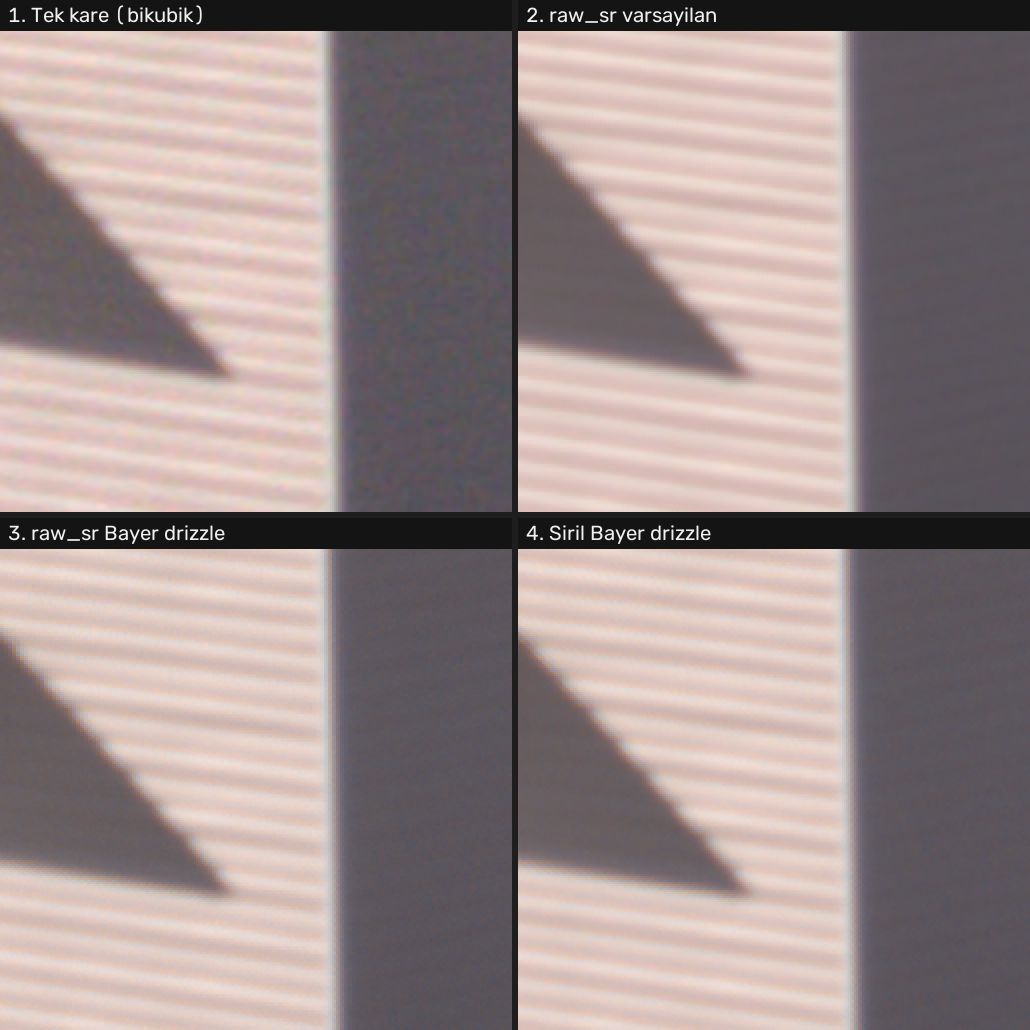 1. Tek kare (bikubik)
2. raw_sr varsayilan
3. raw_sr Bayer drizzle
4. Siril Bayer drizzle